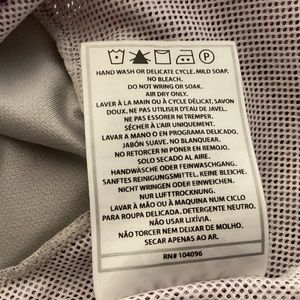 HAND WASH OR DELICATE CYCLE. MILD SOAP.
NO BLEACH.
DO NOT WRING OR SOAK.
AIR DRY ONLY.
LAVER À LA MAIN OU À CYCLE DÉLICAT. SAVON
DOUX. NE PAS UTILISER D'EAU DE JAVEL.
NE PAS ESSORER NI TREMPER.
SÉCHER À L'AIR UNIQUEMENT.
LAVAR A MANO O EN PROGRAMA DELICADO.
JABÓN SUAVE. NO BLANQUEAR.
NO RETORCER NI PONER EN REMOJO.
SOLO SECADO AL AIRE.
HANDWÄSCHE ODER FEINWASCHGANG.
SANFTES REINIGUNGSMITTEL. KEINE BLEICHE.
NICHT WRINGEN ODER EINWEICHEN.
NUR LUFTTROCKNUNG.
LAVAR À MÃO OU À MAQUINA NUM CICLO
PARA ROUPA DELICADA. DETERGENTE NEUTRO.
NÃO USAR LIXÍVIA.
NÃO TORCER NEM DEIXAR DE MOLHO.
SECAR APENAS AO AR.
RN# 104096